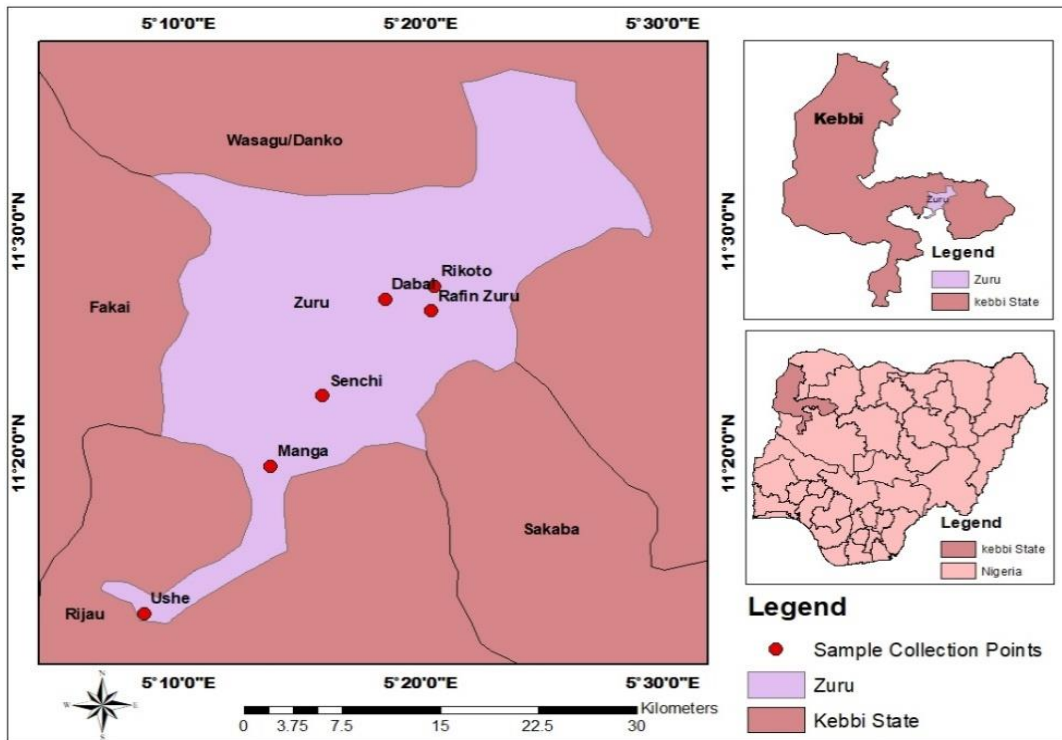 5°10'0"E 5°20'0"E 5°30'0"E
11°30'0"N
11°20'0"N
Wasagu/Danko
Fakai
Zuru
Dabai
Rikoto
Rafin Zuru
Senchi
Manga
Sakaba
Ushe
Rijau
11°30'0"N
11°20'0"N
5°10'0"E 5°20'0"E 5°30'0"E
N
W E
S
0 3.75 7.5 15 22.5 30
Kilometers
Kebbi
Zuru
Legend
Zuru
kebbi State
Legend
kebbi State
Nigeria
Legend
Sample Collection Points
Zuru
Kebbi State